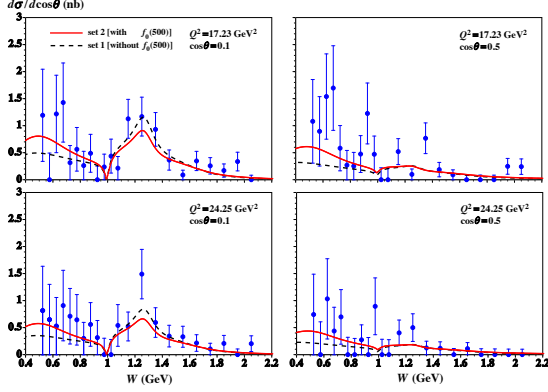 dσ/dcosθ (nb)
set 2 [with f₀(500)]
set 1 [without f₀(500)]
Q²=17.23 GeV²
cosθ=0.1
Q²=17.23 GeV²
cosθ=0.5
3
2.5
2
1.5
1
0.5
0
Q²=24.25 GeV²
cosθ=0.1
Q²=24.25 GeV²
cosθ=0.5
3
2.5
2
1.5
1
0.5
0
0.4 0.6 0.8 1 1.2 1.4 1.6 1.8 2 2.2
0.4 0.6 0.8 1 1.2 1.4 1.6 1.8 2 2.2
W (GeV)
W (GeV)